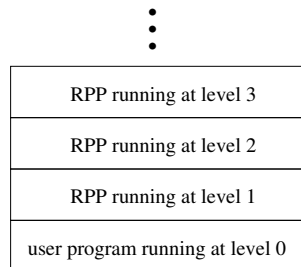 RPP running at level 3
RPP running at level 2
RPP running at level 1
user program running at level 0